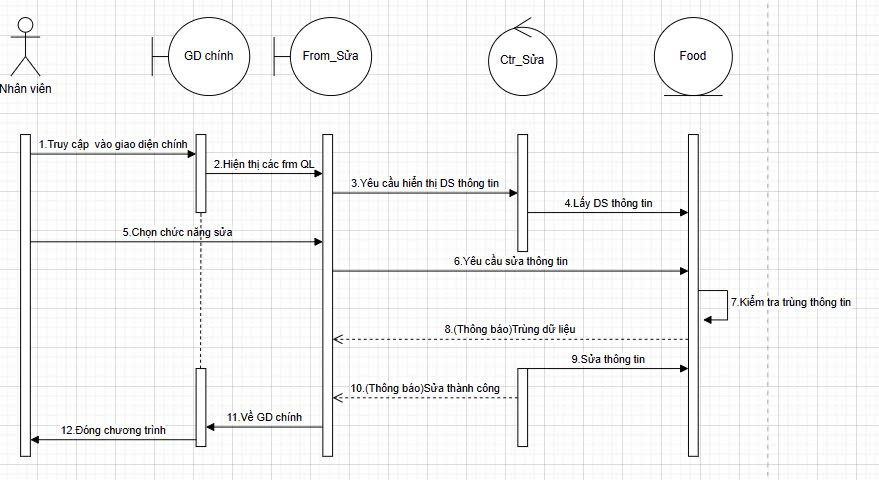 GD chính
From_Sửa
Ctr_Sửa
Food
Nhân viên
1.Truy cập vào giao diện chính
2.Hiện thị các frm QL
3.Yêu cầu hiển thị DS thông tin
4.Lấy DS thông tin
5.Chọn chức năng sửa
6.Yêu cầu sửa thông tin
7.Kiểm tra trùng thông tin
8.(Thông báo)Trùng dữ liệu
9.Sửa thông tin
10.(Thông báo)Sửa thành công
11.Về GD chính
12.Đóng chương trình